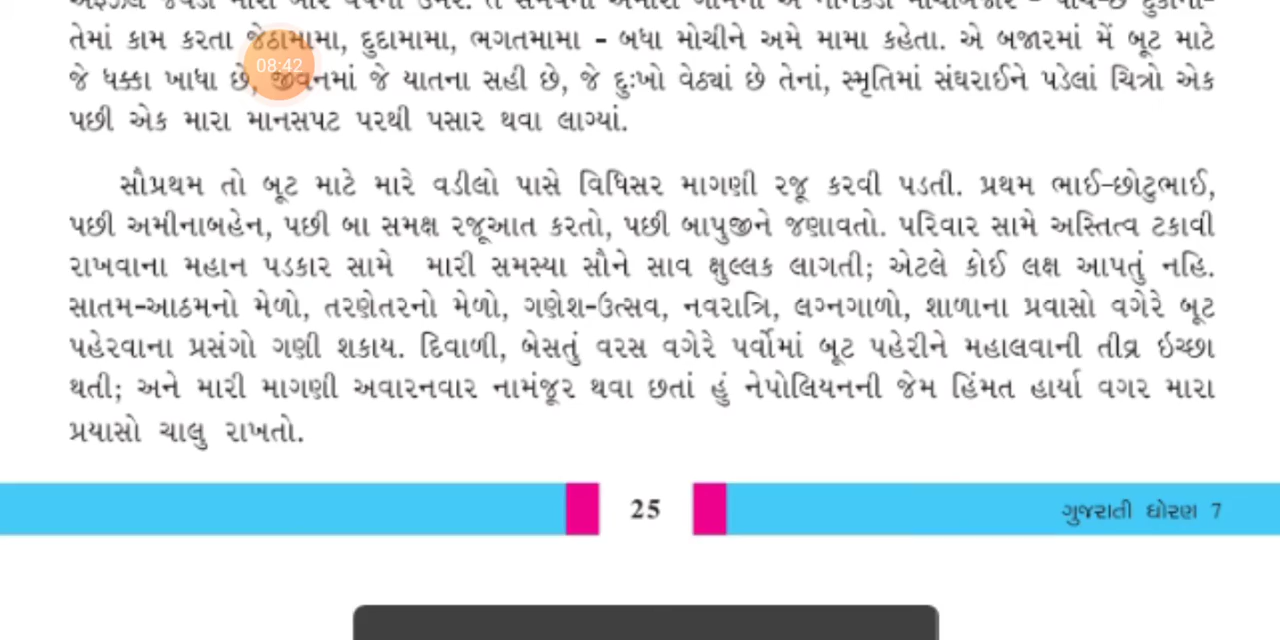 તેમાં કામ કરતા જેઠામામા, દુદામામા, ભગતમામા - બધા મોચીને અમે મામા કહેતા. એ બજારમાં મેં બૂટ માટે
08:42
જે ધક્કા ખાધા છે, જીવનમાં જે યાતના સહી છે, જે દુઃખો વેઠ્યાં છે તેનાં, સ્મૃતિમાં સંઘરાઈને પડેલાં ચિત્રો એક
પછી એક મારા માનસપટ પરથી પસાર થવા લાગ્યાં.
સૌપ્રથમ તો બૂટ માટે મારે વડીલો પાસે વિધિસર માગણી રજૂ કરવી પડતી. પ્રથમ ભાઈ-છોટુભાઈ,
પછી અમીનાબહેન, પછી બા સમક્ષ રજૂઆત કરતો, પછી બાપુજીને જણાવતો. પરિવાર સામે અસ્તિત્વ ટકાવી
રાખવાના મહાન પડકાર સામે મારી સમસ્યા સૌને સાવ ક્ષુલ્લક લાગતી; એટલે કોઈ લક્ષ આપતું નહિ.
સાતમ-આઠમનો મેળો, તરણેતરનો મેળો, ગણેશ-ઉત્સવ, નવરાત્રિ, લગ્નગાળો, શાળાના પ્રવાસો વગેરે બૂટ
પહેરવાના પ્રસંગો ગણી શકાય. દિવાળી, બેસતું વરસ વગેરે પર્વોમાં બૂટ પહેરીને મહાલવાની તીવ્ર ઇચ્છા
થતી; અને મારી માગણી અવારનવાર નામંજૂર થવા છતાં હું નેપોલિયનની જેમ હિંમત હાર્યા વગર મારા
પ્રયાસો ચાલુ રાખતો.
25
ગુજરાતી ધોરણ 7